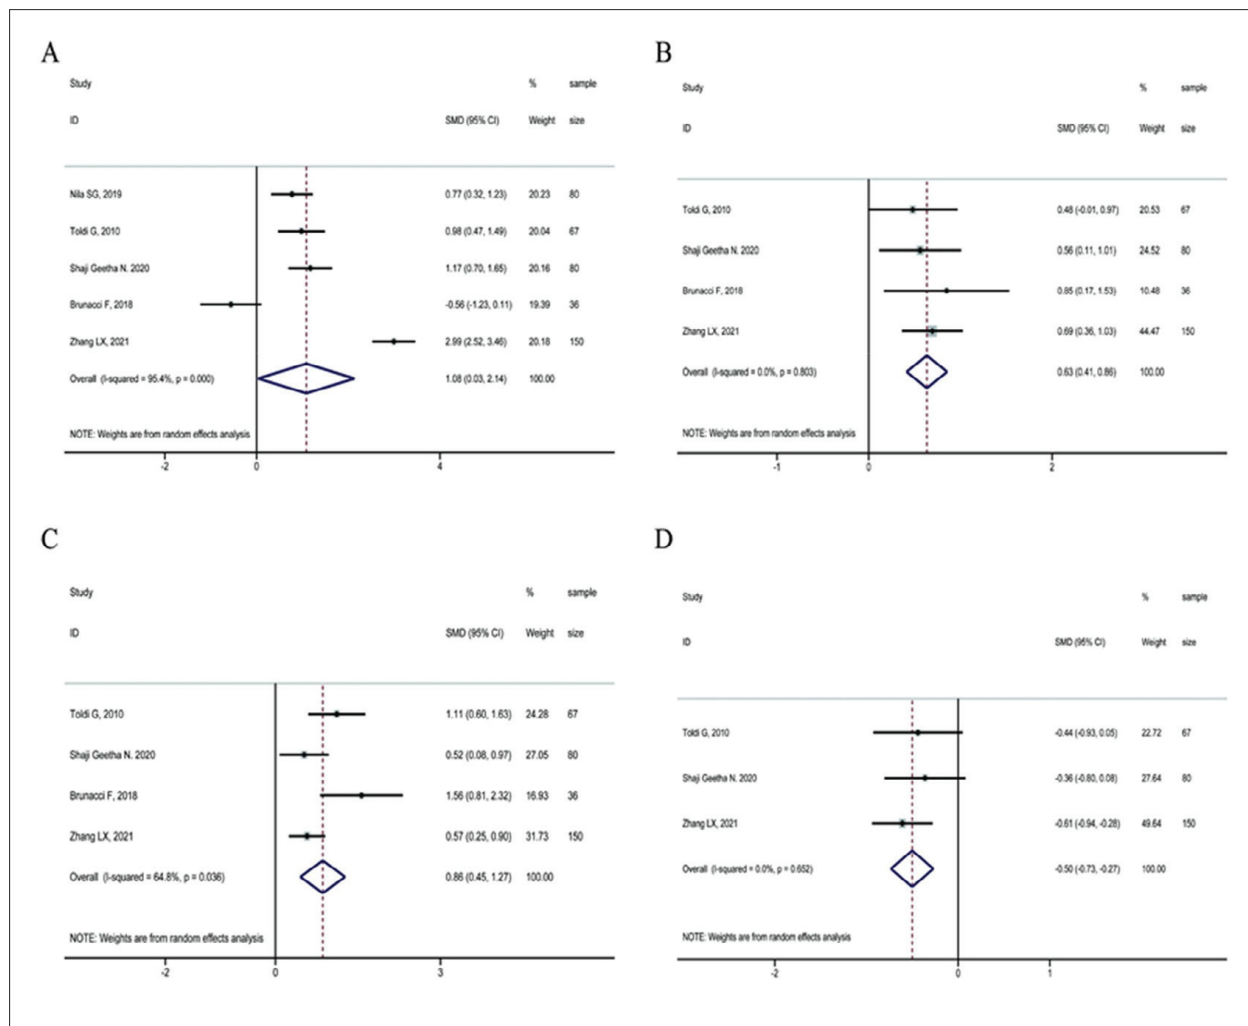 A
Study % sample
ID SMD (95% CI) Weight size
Nila SG, 2019 0.77 (0.32, 1.23) 20.23 80
Toldi G, 2010 0.98 (0.47, 1.49) 20.04 67
Shaji Geetha N. 2020 1.17 (0.70, 1.65) 20.16 80
Brunacci F, 2018 -0.56 (-1.23, 0.11) 19.39 36
Zhang LX, 2021 2.99 (2.52, 3.46) 20.18 150
Overall (I-squared = 95.4%, p = 0.000) 1.08 (0.03, 2.14) 100.00
NOTE: Weights are from random effects analysis
-2 0 4
B
Study % sample
ID SMD (95% CI) Weight size
Toldi G, 2010 0.48 (-0.01, 0.97) 20.53 67
Shaji Geetha N. 2020 0.56 (0.11, 1.01) 24.52 80
Brunacci F, 2018 0.85 (0.17, 1.53) 10.48 36
Zhang LX, 2021 0.69 (0.36, 1.03) 44.47 150
Overall (I-squared = 0.0%, p = 0.803) 0.63 (0.41, 0.86) 100.00
NOTE: Weights are from random effects analysis
-1 0 2
C
Study % sample
ID SMD (95% CI) Weight size
Toldi G, 2010 1.11 (0.60, 1.63) 24.28 67
Shaji Geetha N. 2020 0.52 (0.08, 0.97) 27.05 80
Brunacci F, 2018 1.56 (0.81, 2.32) 16.93 36
Zhang LX, 2021 0.57 (0.25, 0.90) 31.73 150
Overall (I-squared = 64.8%, p = 0.036) 0.86 (0.45, 1.27) 100.00
NOTE: Weights are from random effects analysis
-2 0 3
D
Study % sample
ID SMD (95% CI) Weight size
Toldi G, 2010 -0.44 (-0.93, 0.05) 22.72 67
Shaji Geetha N. 2020 -0.36 (-0.80, 0.08) 27.64 80
Zhang LX, 2021 -0.61 (-0.94, -0.28) 49.64 150
Overall (I-squared = 0.0%, p = 0.652) -0.50 (-0.73, -0.27) 100.00
NOTE: Weights are from random effects analysis
-2 0 1